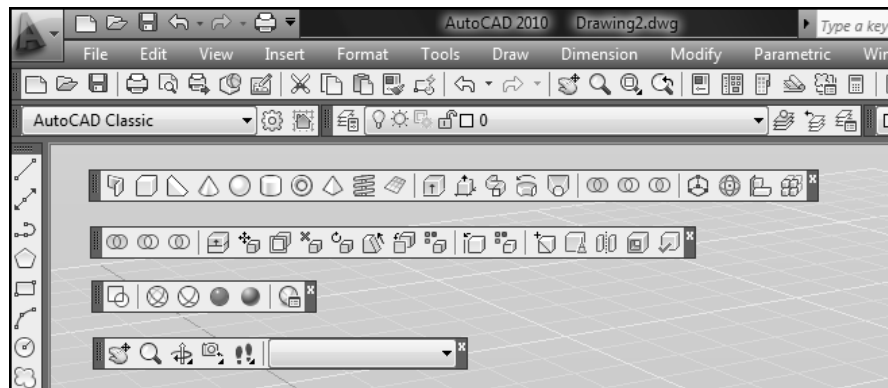 AutoCAD 2010 Drawing2.dwg Type a key
File Edit View Insert Format Tools Draw Dimension Modify Parametric Wi
AutoCAD Classic 0